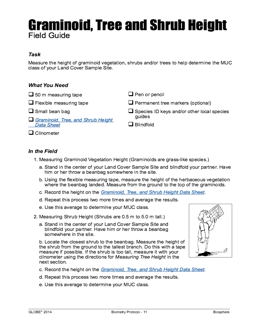 Graminoid, Tree and Shrub Height
Field Guide
Task
Measure the height of graminoid vegetation, shrubs and/or trees to help determine the MUC
class of your Land Cover Sample Site.
What You Need
❑ 50 m measuring tape
❑ Flexible measuring tape
❑ Small bean bag
❑ Graminoid, Tree, and Shrub Height
Data Sheet
❑ Clinometer
❑ Pen or pencil
❑ Permanent tree markers (optional)
❑ Species ID keys and/or other local species
guides
❑ Blindfold
In the Field
1. Measuring Graminoid Vegetation Height (Graminoids are grass-like species.)
a. Stand in the center of your Land Cover Sample Site and blindfold your partner. Have
him or her throw a beanbag somewhere in the site.
b. Using the flexible measuring tape, measure the height of the herbaceous vegetation
where the beanbag landed. Measure from the ground to the top of the graminoids.
c. Record the height on the Graminoid, Tree, and Shrub Height Data Sheet.
d. Repeat this process two more times and average the results.
e. Use this average to determine your MUC class.
2. Measuring Shrub Height (Shrubs are 0.5 m to 5.0 m tall.)
a. Stand in the center of your Land Cover Sample Site and
blindfold your partner. Have him or her throw a beanbag
somewhere in the site.
b. Locate the closest shrub to the beanbag. Measure the height of
the shrub from the ground to the tallest branch. Do this with a tape
measure if possible. If the shrub is too tall, measure it with your
clinometer using the directions for Measuring Tree Height in the
next section.
c. Record the height on the Graminoid, Tree, and Shrub Height Data Sheet.
d. Repeat this process two more times and average the results.
e. Use this average to determine your MUC class.
GLOBE® 2014
Biometry Protocol - 11
Biosphere